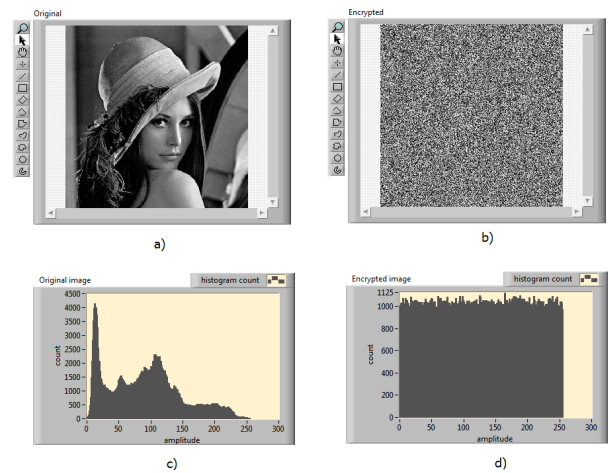 Original
Encrypted
a)
b)
Original image
histogram count
4500
4000
3500
3000
2500
2000
1500
1000
500
0
count
0 50 100 150 200 250 300
amplitude
c)
Encrypted image
histogram count
1125
1000
800
600
400
200
0
count
0 50 100 150 200 250 300
amplitude
d)